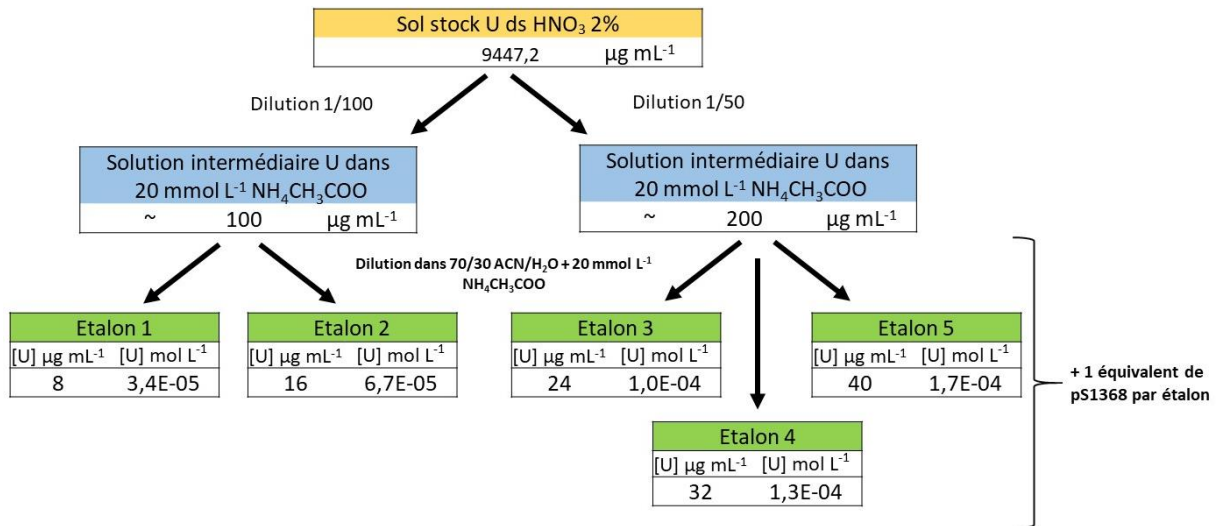 Sol stock U ds HNO₃ 2%
9447,2 µg mL⁻¹
Dilution 1/100
Dilution 1/50
Solution intermédiaire U dans
20 mmol L⁻¹ NH₄CH₃COO
~ 100 µg mL⁻¹
Solution intermédiaire U dans
20 mmol L⁻¹ NH₄CH₃COO
~ 200 µg mL⁻¹
Dilution dans 70/30 ACN/H₂O + 20 mmol L⁻¹
NH₄CH₃COO
Etalon 1
[U] µg mL⁻¹ [U] mol L⁻¹
8 3,4E-05
Etalon 2
[U] µg mL⁻¹ [U] mol L⁻¹
16 6,7E-05
Etalon 3
[U] µg mL⁻¹ [U] mol L⁻¹
24 1,0E-04
Etalon 5
[U] µg mL⁻¹ [U] mol L⁻¹
40 1,7E-04
Etalon 4
[U] µg mL⁻¹ [U] mol L⁻¹
32 1,3E-04
+ 1 équivalent de
pS1368 par étalon